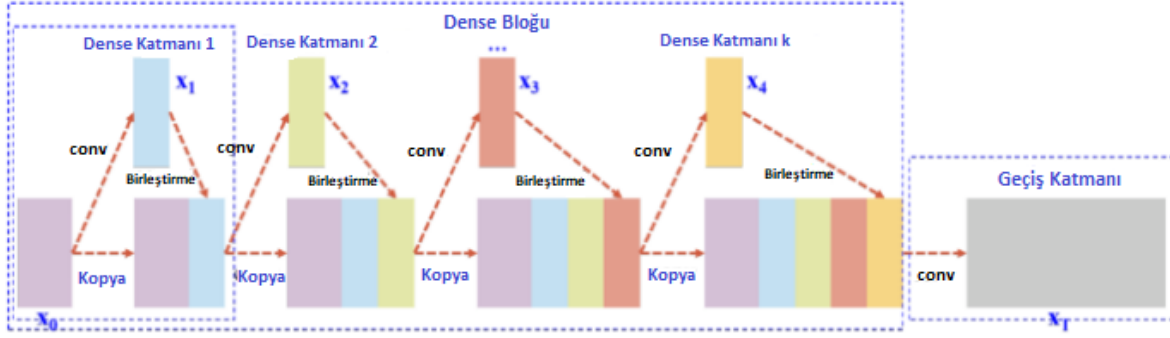 Dense Bloğu
Dense Katmanı 1
Dense Katmanı 2
...
Dense Katmanı k
x1
x2
x3
x4
conv
conv
conv
conv
Birleştirme
Birleştirme
Birleştirme
Birleştirme
Geçiş Katmanı
Kopya
Kopya
Kopya
Kopya
conv
x0
xT